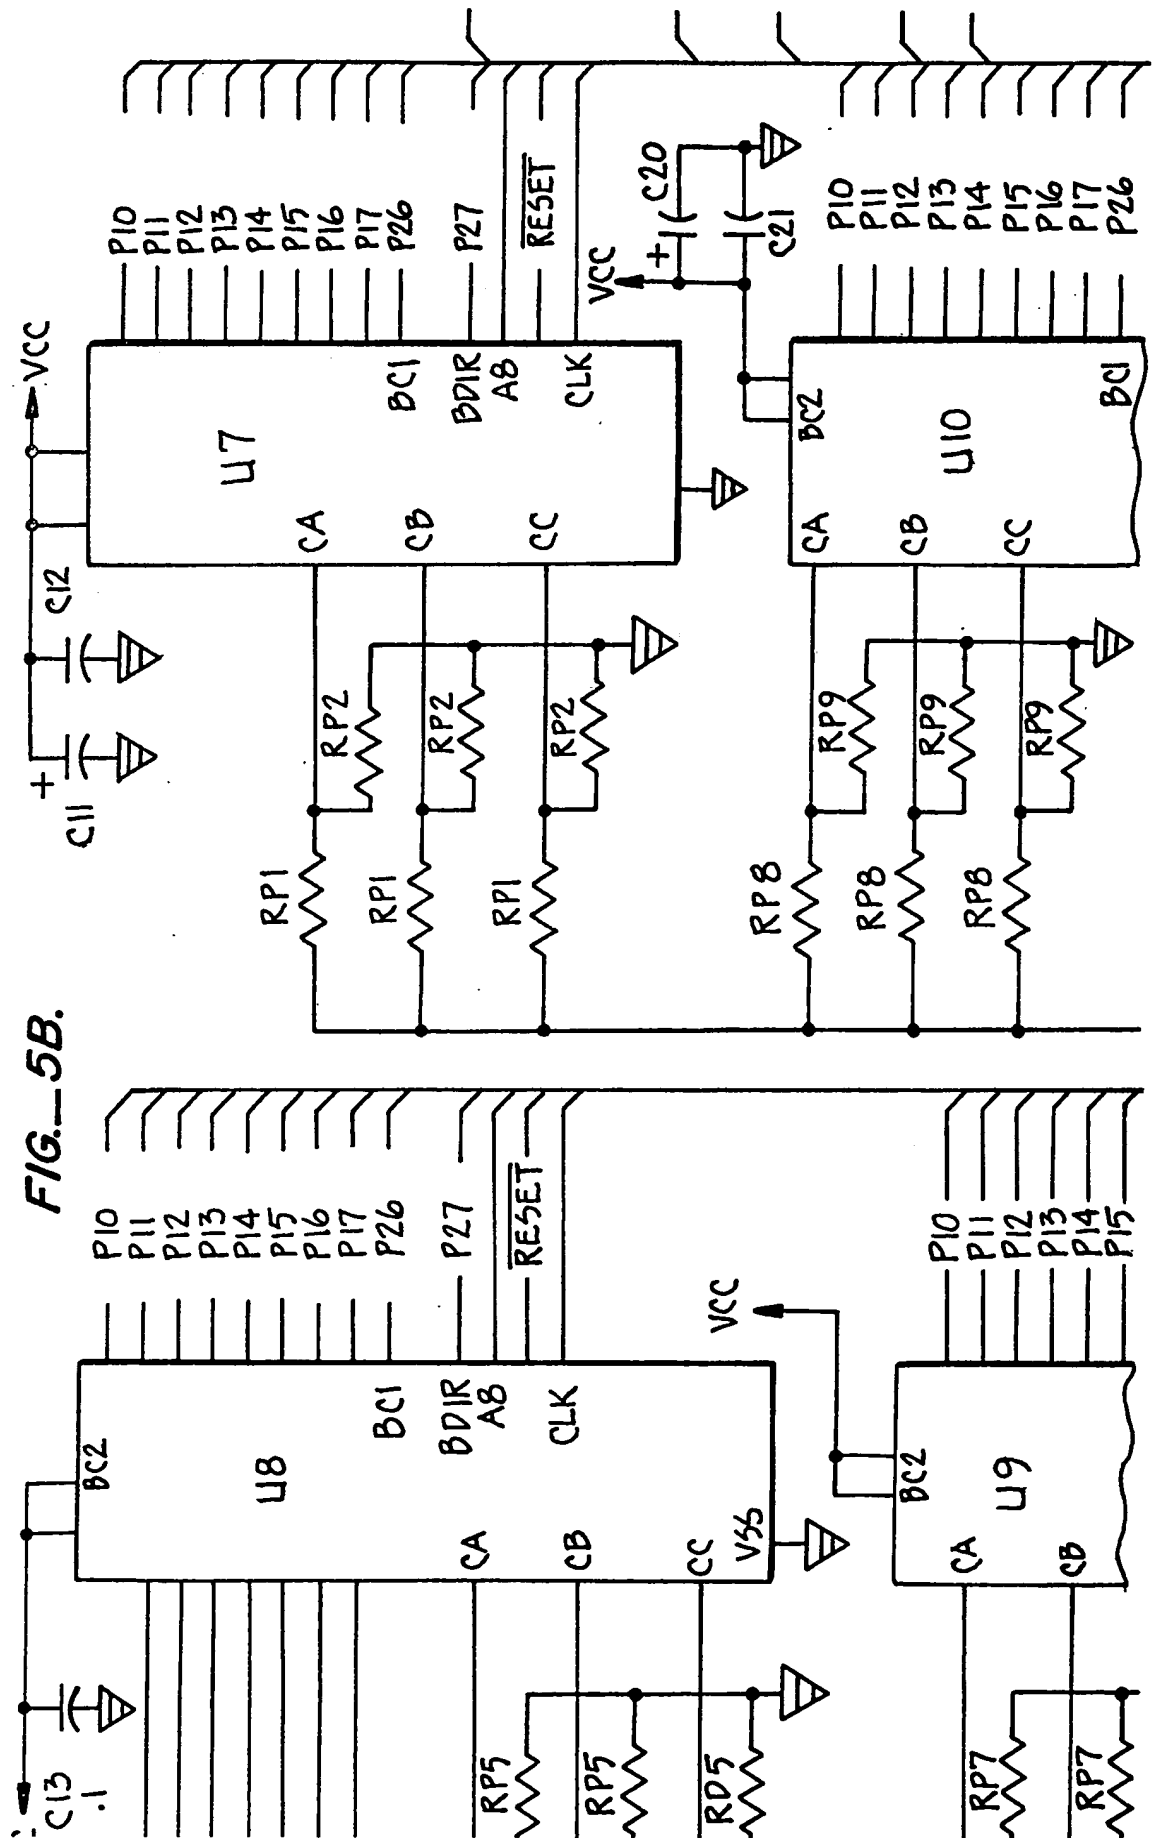 VCC
C12
C11
+
P10
P11
P12
P13
P14
P15
P16
P17
P26
P27
RESET
U7
BC1
BDIR
A8
CLK
CA
CB
CC
RP2
RP2
RP2
RP1
RP1
RP1
VCC
+
C20
C21
P10
P11
P12
P13
P14
P15
P16
P17
P26
BC2
U10
BC1
CA
CB
CC
RP9
RP9
RP9
RP8
RP8
RP8
FIG._5B.
P10
P11
P12
P13
P14
P15
P16
P17
P26
P27
RESET
BC2
U8
BC1
BDIR
A8
CLK
CA
CB
CC
VSS
C13
.1
RP5
RP5
RD5
VCC
P10
P11
P12
P13
P14
P15
BC2
U9
CA
CB
RP7
RP7